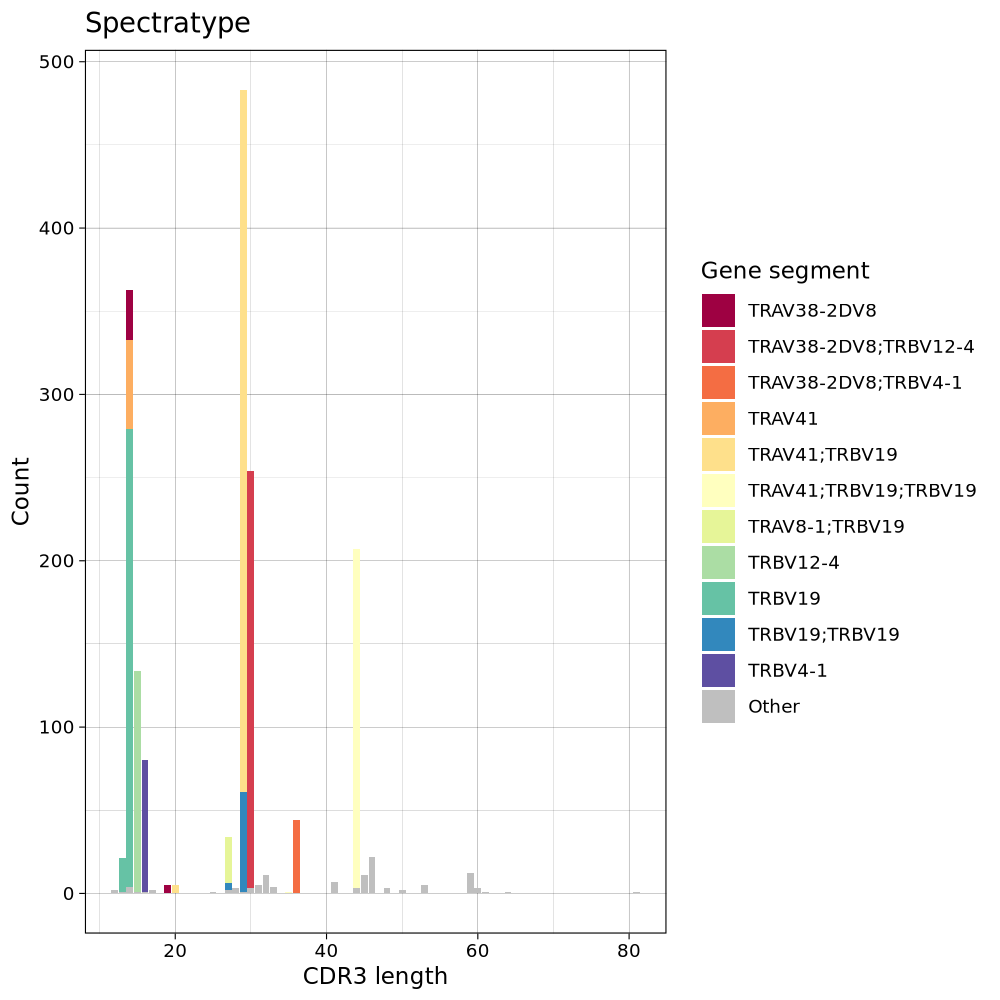 Spectratype
500
400
300
200
100
0
Count
20 40 60 80
CDR3 length
Gene segment
TRAV38-2DV8
TRAV38-2DV8;TRBV12-4
TRAV38-2DV8;TRBV4-1
TRAV41
TRAV41;TRBV19
TRAV41;TRBV19;TRBV19
TRAV8-1;TRBV19
TRBV12-4
TRBV19
TRBV19;TRBV19
TRBV4-1
Other